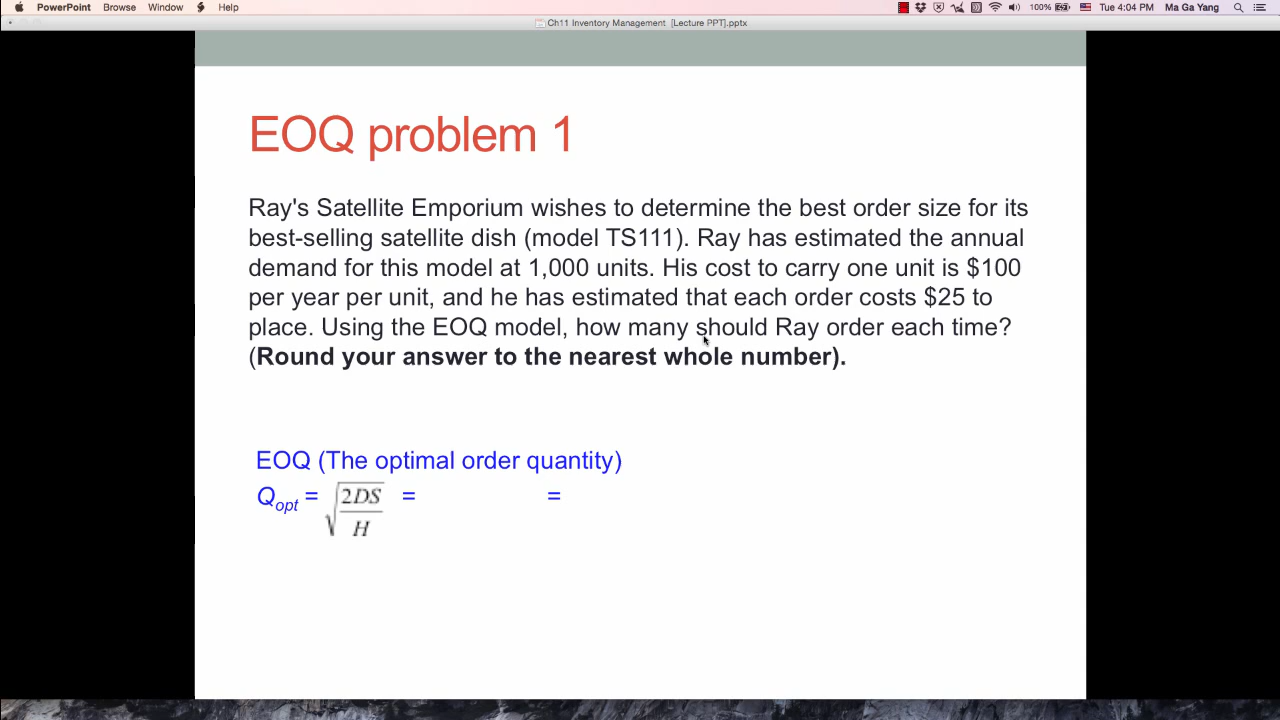 PowerPoint Browse Window Help 100% Tue 4:04 PM Ma Ga Yang
Ch11 Inventory Management [Lecture PPT].pptx
EOQ problem 1
Ray's Satellite Emporium wishes to determine the best order size for its
best-selling satellite dish (model TS111). Ray has estimated the annual
demand for this model at 1,000 units. His cost to carry one unit is $100
per year per unit, and he has estimated that each order costs $25 to
place. Using the EOQ model, how many should Ray order each time?
(Round your answer to the nearest whole number).
EOQ (The optimal order quantity)
Qopt = √(2DS/H) = =